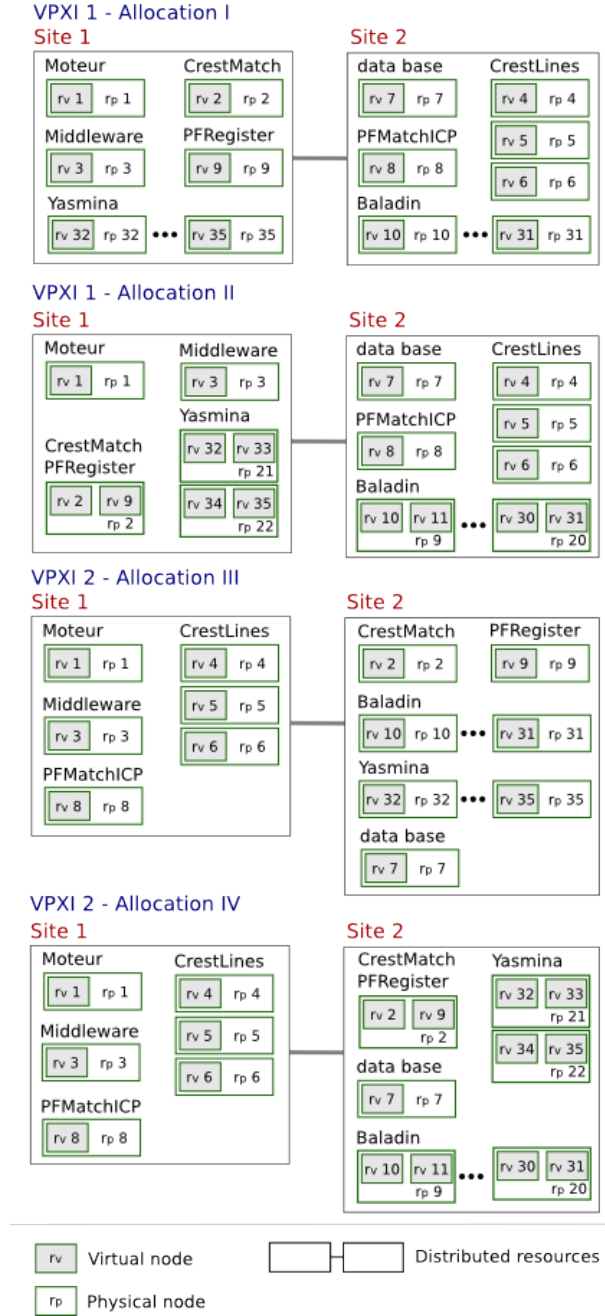 VPXI 1 - Allocation I
Site 1
Site 2
Moteur
CrestMatch
data base
CrestLines
rv 1 rp 1
rv 2 rp 2
rv 7 rp 7
rv 4 rp 4
Middleware
PFRegister
PFMatchICP
rv 5 rp 5
rv 3 rp 3
rv 9 rp 9
rv 8 rp 8
rv 6 rp 6
Yasmina
Baladin
rv 32 rp 32 ••• rv 35 rp 35
rv 10 rp 10 ••• rv 31 rp 31
VPXI 1 - Allocation II
Site 1
Site 2
Moteur
Middleware
data base
CrestLines
rv 1 rp 1
rv 3 rp 3
rv 7 rp 7
rv 4 rp 4
Yasmina
PFMatchICP
rv 5 rp 5
CrestMatch
PFRegister
rv 32 rv 33
rp 21
rv 8 rp 8
rv 6 rp 6
Baladin
rv 2 rv 9
rp 2
rv 34 rv 35
rp 22
rv 10 rv 11
rp 9
•••
rv 30 rv 31
rp 20
VPXI 2 - Allocation III
Site 1
Site 2
Moteur
CrestLines
CrestMatch
PFRegister
rv 1 rp 1
rv 4 rp 4
rv 2 rp 2
rv 9 rp 9
Middleware
rv 5 rp 5
Baladin
rv 3 rp 3
rv 6 rp 6
rv 10 rp 10 ••• rv 31 rp 31
PFMatchICP
Yasmina
rv 8 rp 8
rv 32 rp 32 ••• rv 35 rp 35
data base
rv 7 rp 7
VPXI 2 - Allocation IV
Site 1
Site 2
Moteur
CrestLines
CrestMatch
PFRegister
Yasmina
rv 1 rp 1
rv 4 rp 4
rv 2 rv 9
rp 2
rv 32 rv 33
rp 21
Middleware
rv 5 rp 5
rv 34 rv 35
rp 22
rv 3 rp 3
rv 6 rp 6
data base
rv 7 rp 7
PFMatchICP
Baladin
rv 8 rp 8
rv 10 rv 11
rp 9
•••
rv 30 rv 31
rp 20
rv Virtual node
Distributed resources
rp Physical node